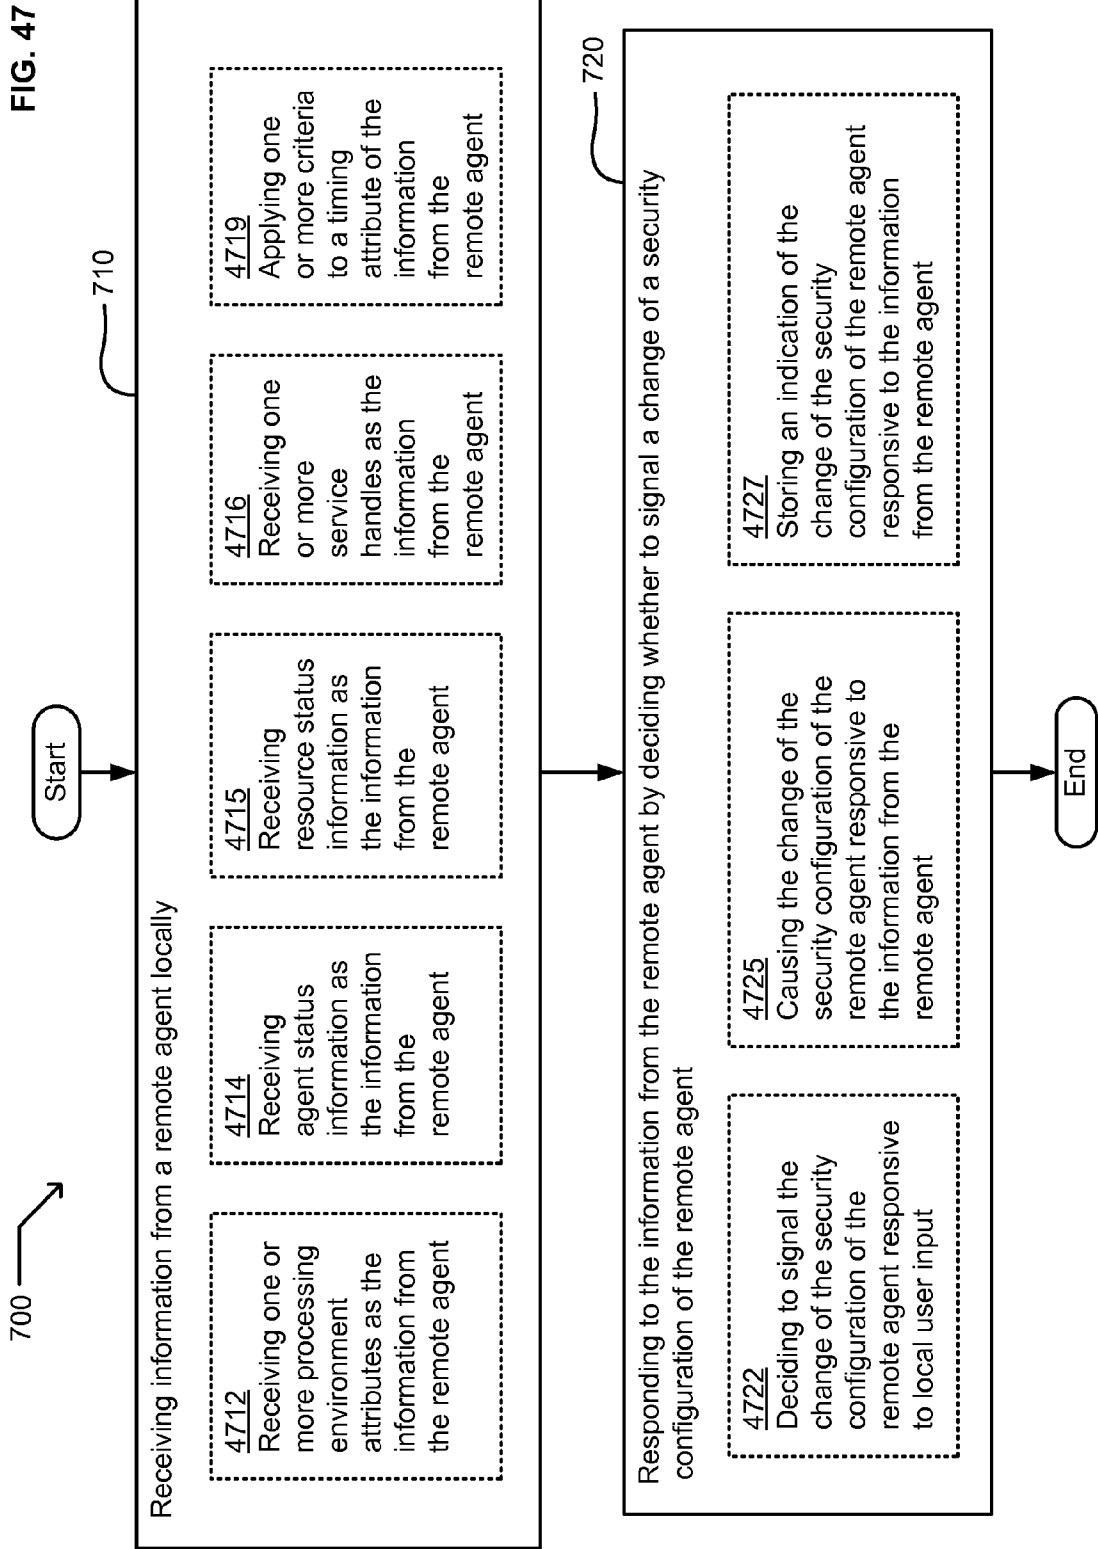 FIG. 47
700
Start
710
Receiving information from a remote agent locally
4712
Receiving one or
more processing
environment
attributes as the
information from
the remote agent
4714
Receiving
agent status
information as
the information
from the
remote agent
4715
Receiving
resource status
information as
the information
from the
remote agent
4716
Receiving one
or more
service
handles as the
information
from the
remote agent
4719
Applying one
or more criteria
to a timing
attribute of the
information
from the
remote agent
720
Responding to the information from the remote agent by deciding whether to signal a change of a security
configuration of the remote agent
4722
Deciding to signal the
change of the security
configuration of the
remote agent responsive
to local user input
4725
Causing the change of the
security configuration of the
remote agent responsive to
the information from the
remote agent
4727
Storing an indication of the
change of the security
configuration of the remote agent
responsive to the information
from the remote agent
End